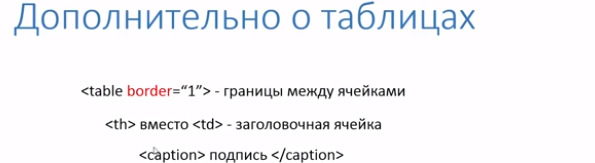 Дополнительно о таблицах
<table border=“1”> - границы между ячейками
<th> вместо <td> - заголовочная ячейка
<caption> подпись </caption>